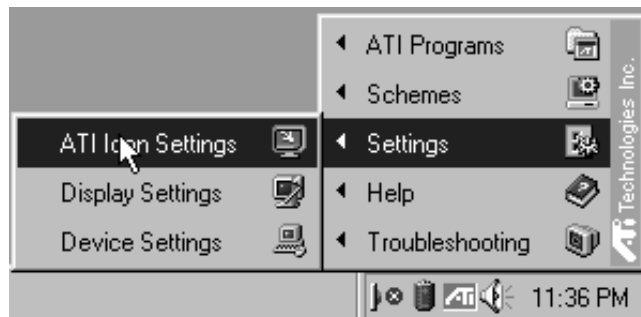 ATI Programs
Schemes
Settings
Help
Troubleshooting
ATI Technologies Inc.
ATI Icon Settings
Display Settings
Device Settings
ATI
11:36 PM